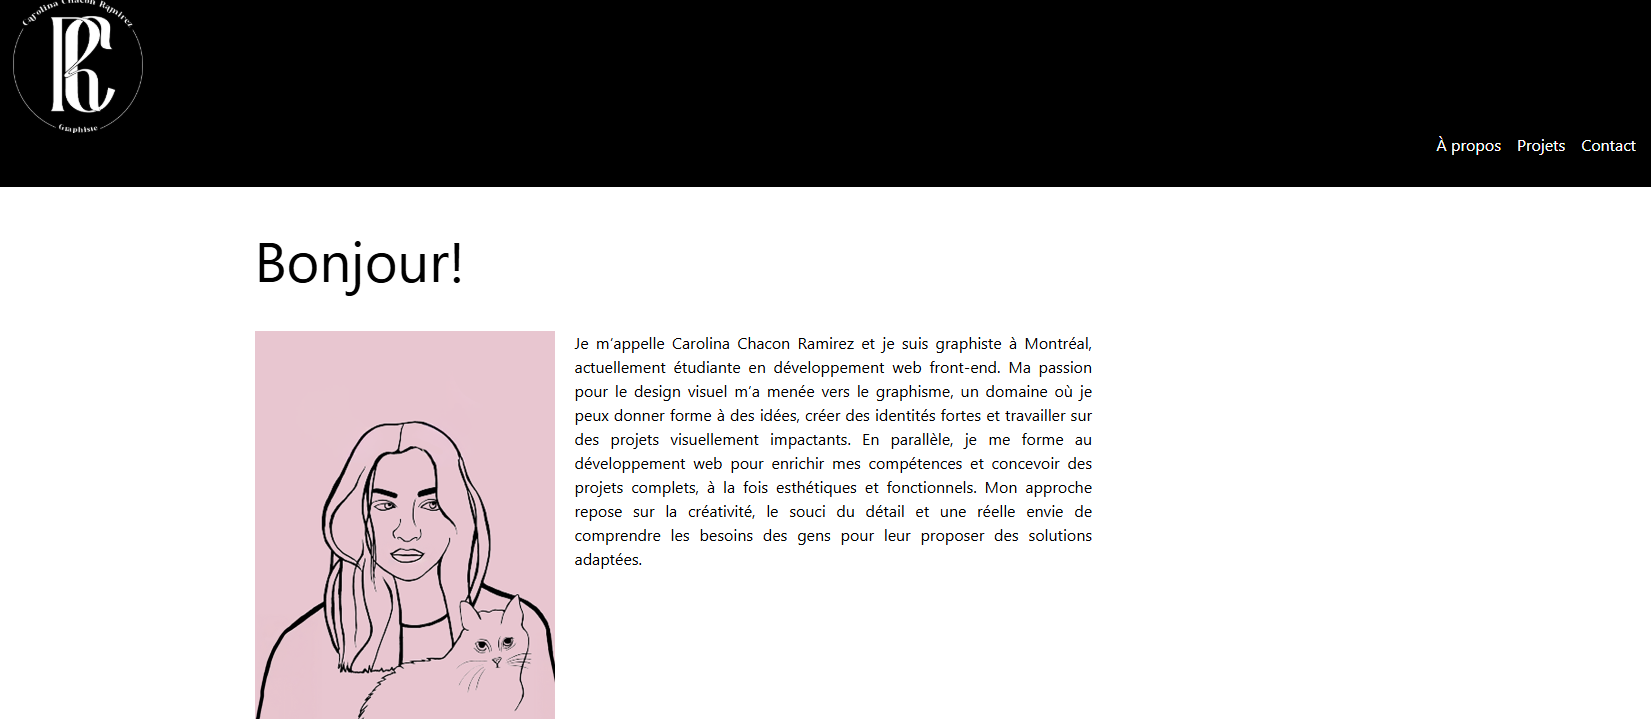 Carolina Chacon Ramirez
RC
Graphiste
À propos Projets Contact
Bonjour!
Je m’appelle Carolina Chacon Ramirez et je suis graphiste à Montréal,
actuellement étudiante en développement web front-end. Ma passion
pour le design visuel m’a menée vers le graphisme, un domaine où je
peux donner forme à des idées, créer des identités fortes et travailler sur
des projets visuellement impactants. En parallèle, je me forme au
développement web pour enrichir mes compétences et concevoir des
projets complets, à la fois esthétiques et fonctionnels. Mon approche
repose sur la créativité, le souci du détail et une réelle envie de
comprendre les besoins des gens pour leur proposer des solutions
adaptées.